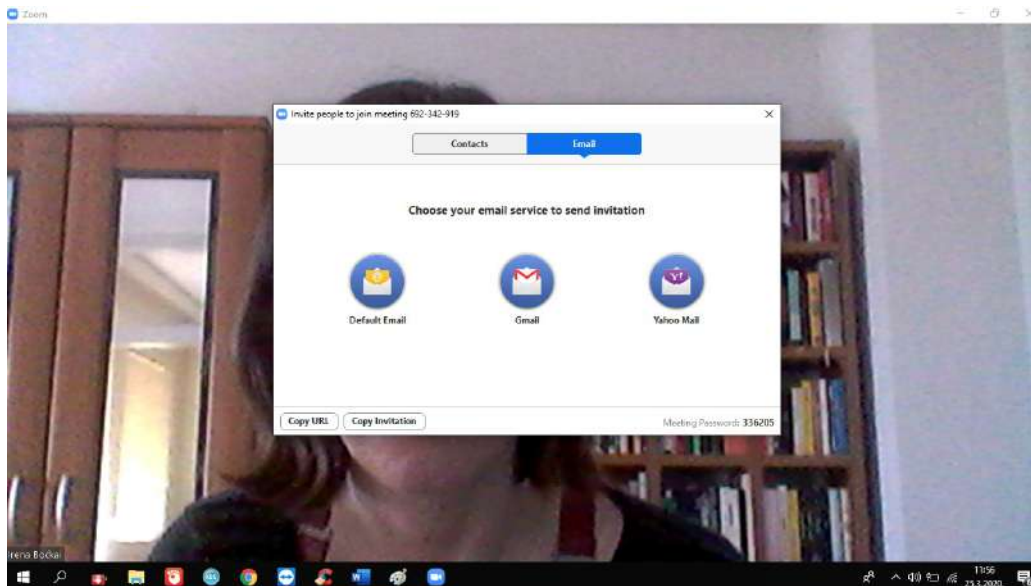 Zoom
Invite people to join meeting 692-342-919
Contacts
Email
Choose your email service to send invitation
Default Email
Gmail
Yahoo Mail
Copy URL
Copy Invitation
Meeting Password: 336205
Irena Bockai
11:56
25.3.2020